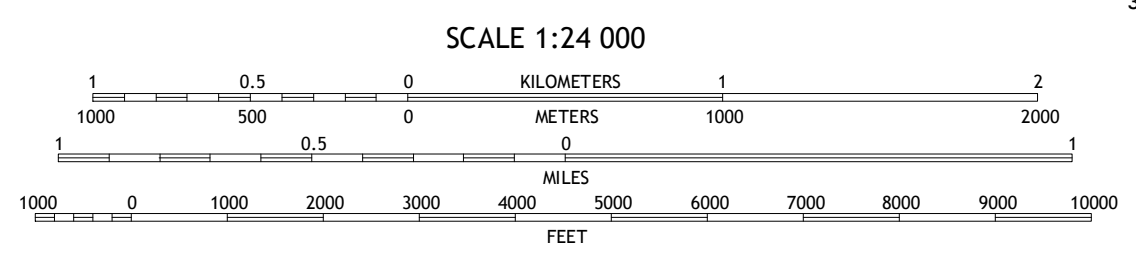 SCALE 1:24 000
1 0.5 0 KILOMETERS 1 2
1000 500 0 METERS 1000 2000
1 0.5 0 1
MILES
1000 0 1000 2000 3000 4000 5000 6000 7000 8000 9000 10000
FEET